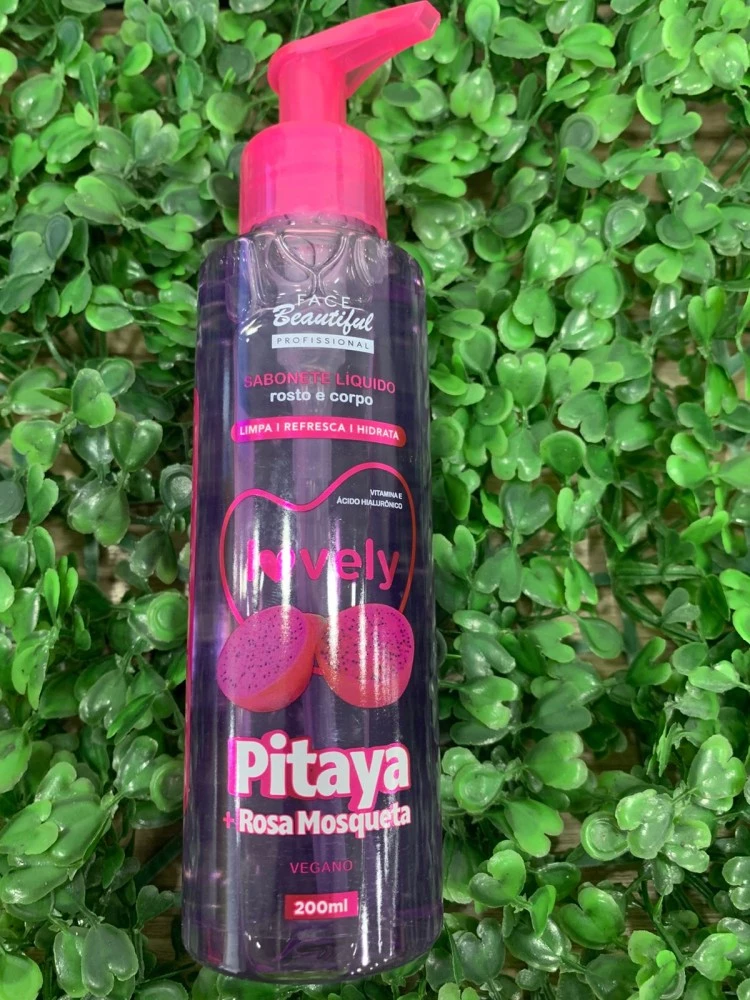 FACE
Beautiful
PROFISSIONAL
SABONETE LÍQUIDO
rosto e corpo
LIMPA | REFRESCA | HIDRATA
VITAMINA E
ÁCIDO HIALURÔNICO
lovely
Pitaya
+ Rosa Mosqueta
VEGANO
200ml